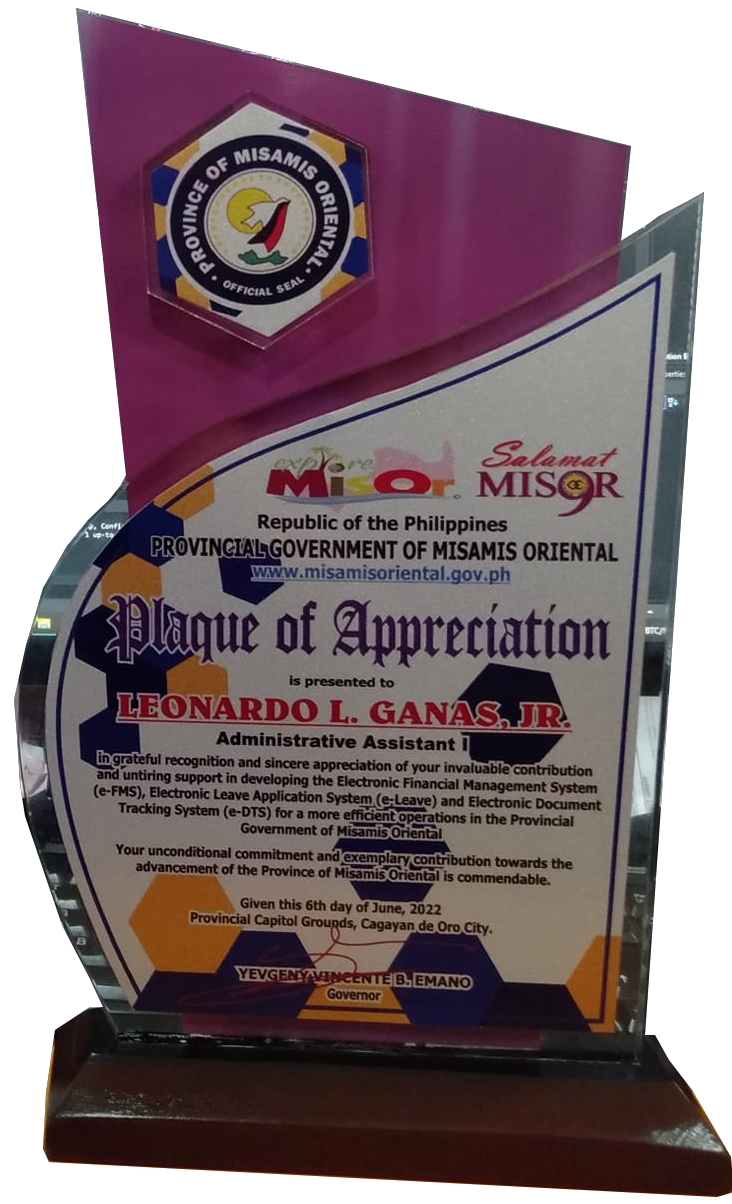 PROVINCE OF MISAMIS ORIENTAL
OFFICIAL SEAL
explore
MisOr
Salamat
MISOR
9
Republic of the Philippines
PROVINCIAL GOVERNMENT OF MISAMIS ORIENTAL
www.misamisoriental.gov.ph
Plaque of Appreciation
is presented to
LEONARDO L. GANAS, JR.
Administrative Assistant I
in grateful recognition and sincere appreciation of your invaluable contribution
and untiring support in developing the Electronic Financial Management System
(e-FMS), Electronic Leave Application System (e-Leave) and Electronic Document
Tracking System (e-DTS) for a more efficient operations in the Provincial
Government of Misamis Oriental
Your unconditional commitment and exemplary contribution towards the
advancement of the Province of Misamis Oriental is commendable.
Given this 6th day of June, 2022
Provincial Capitol Grounds, Cagayan de Oro City.
YEVGENY VINCENTE B. EMANO
Governor